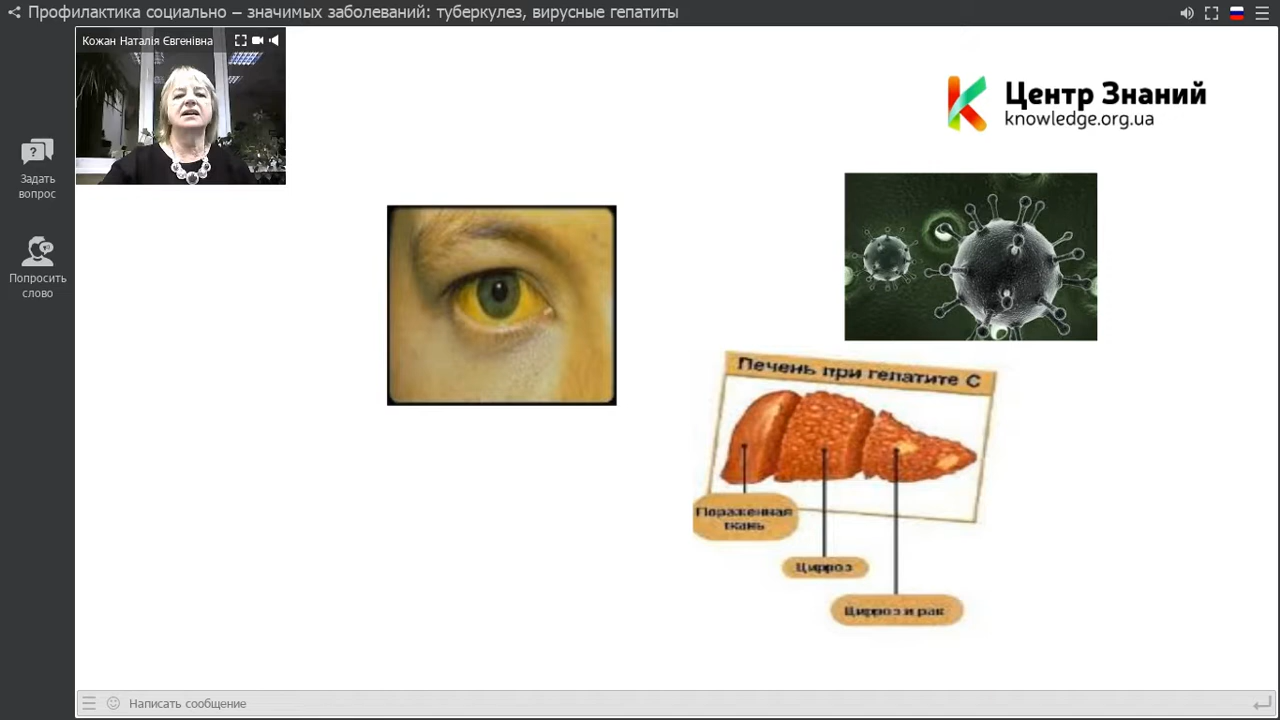 Профилактика социально – значимых заболеваний: туберкулез, вирусные гепатиты
Кожан Наталія Євгенівна
Центр Знаний
knowledge.org.ua
Задать
вопрос
Попросить
слово
Печень при гепатите С
Пораженная
ткань
Цирроз
Цирроз и рак
Написать сообщение